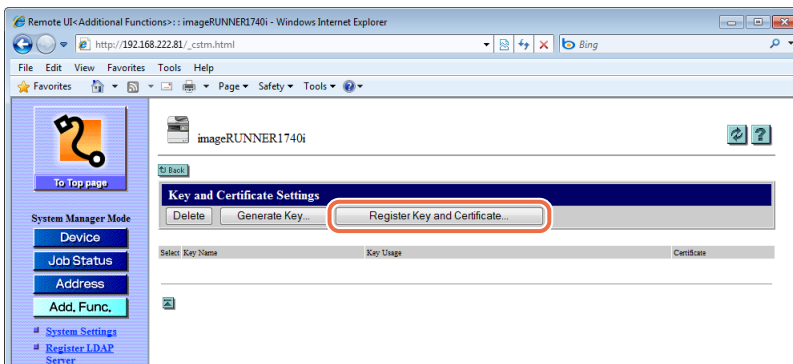 Remote UI<Additional Functions>: : imageRUNNER1740i - Windows Internet Explorer
http://192.168.222.81/_cstm.html
Bing
File Edit View Favorites Tools Help
Favorites Page Safety Tools
imageRUNNER1740i
To Top page
Back
Key and Certificate Settings
Delete Generate Key... Register Key and Certificate...
System Manager Mode
Device
Job Status
Address
Add. Func.
Select Key Name Key Usage Certificate
System Settings
Register LDAP
Server